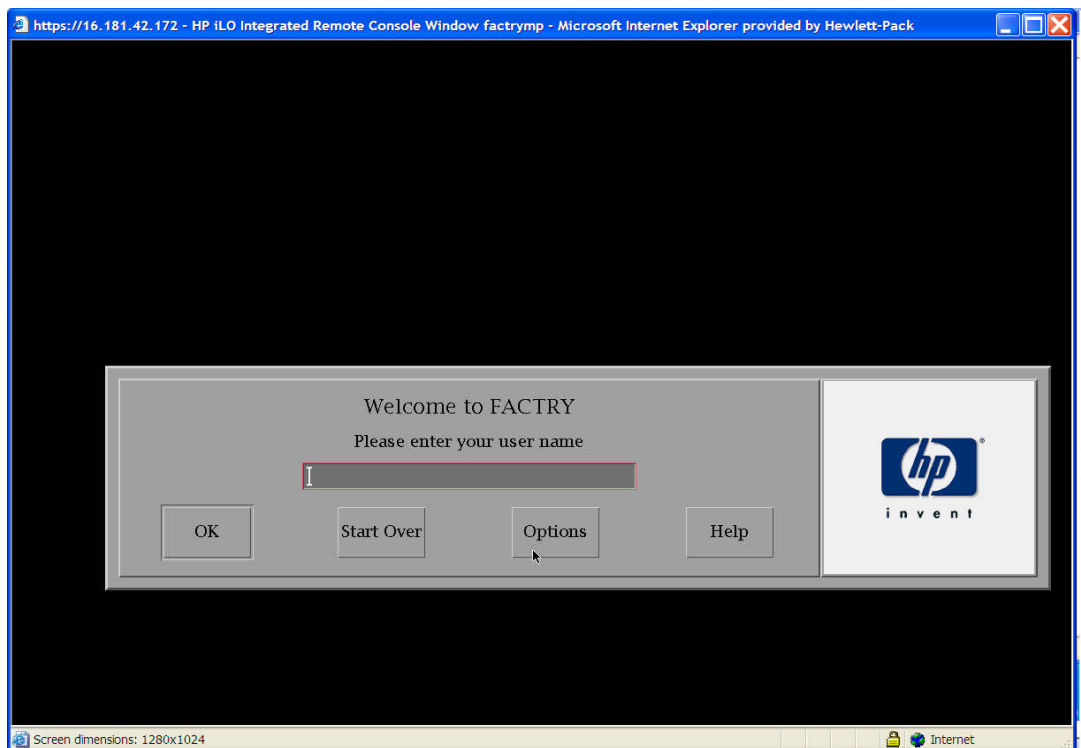 https://16.181.42.172 - HP iLO Integrated Remote Console Window factrymp - Microsoft Internet Explorer provided by Hewlett-Pack
Welcome to FACTRY
Please enter your user name
OK Start Over Options Help
hp
invent
Screen dimensions: 1280x1024 Internet